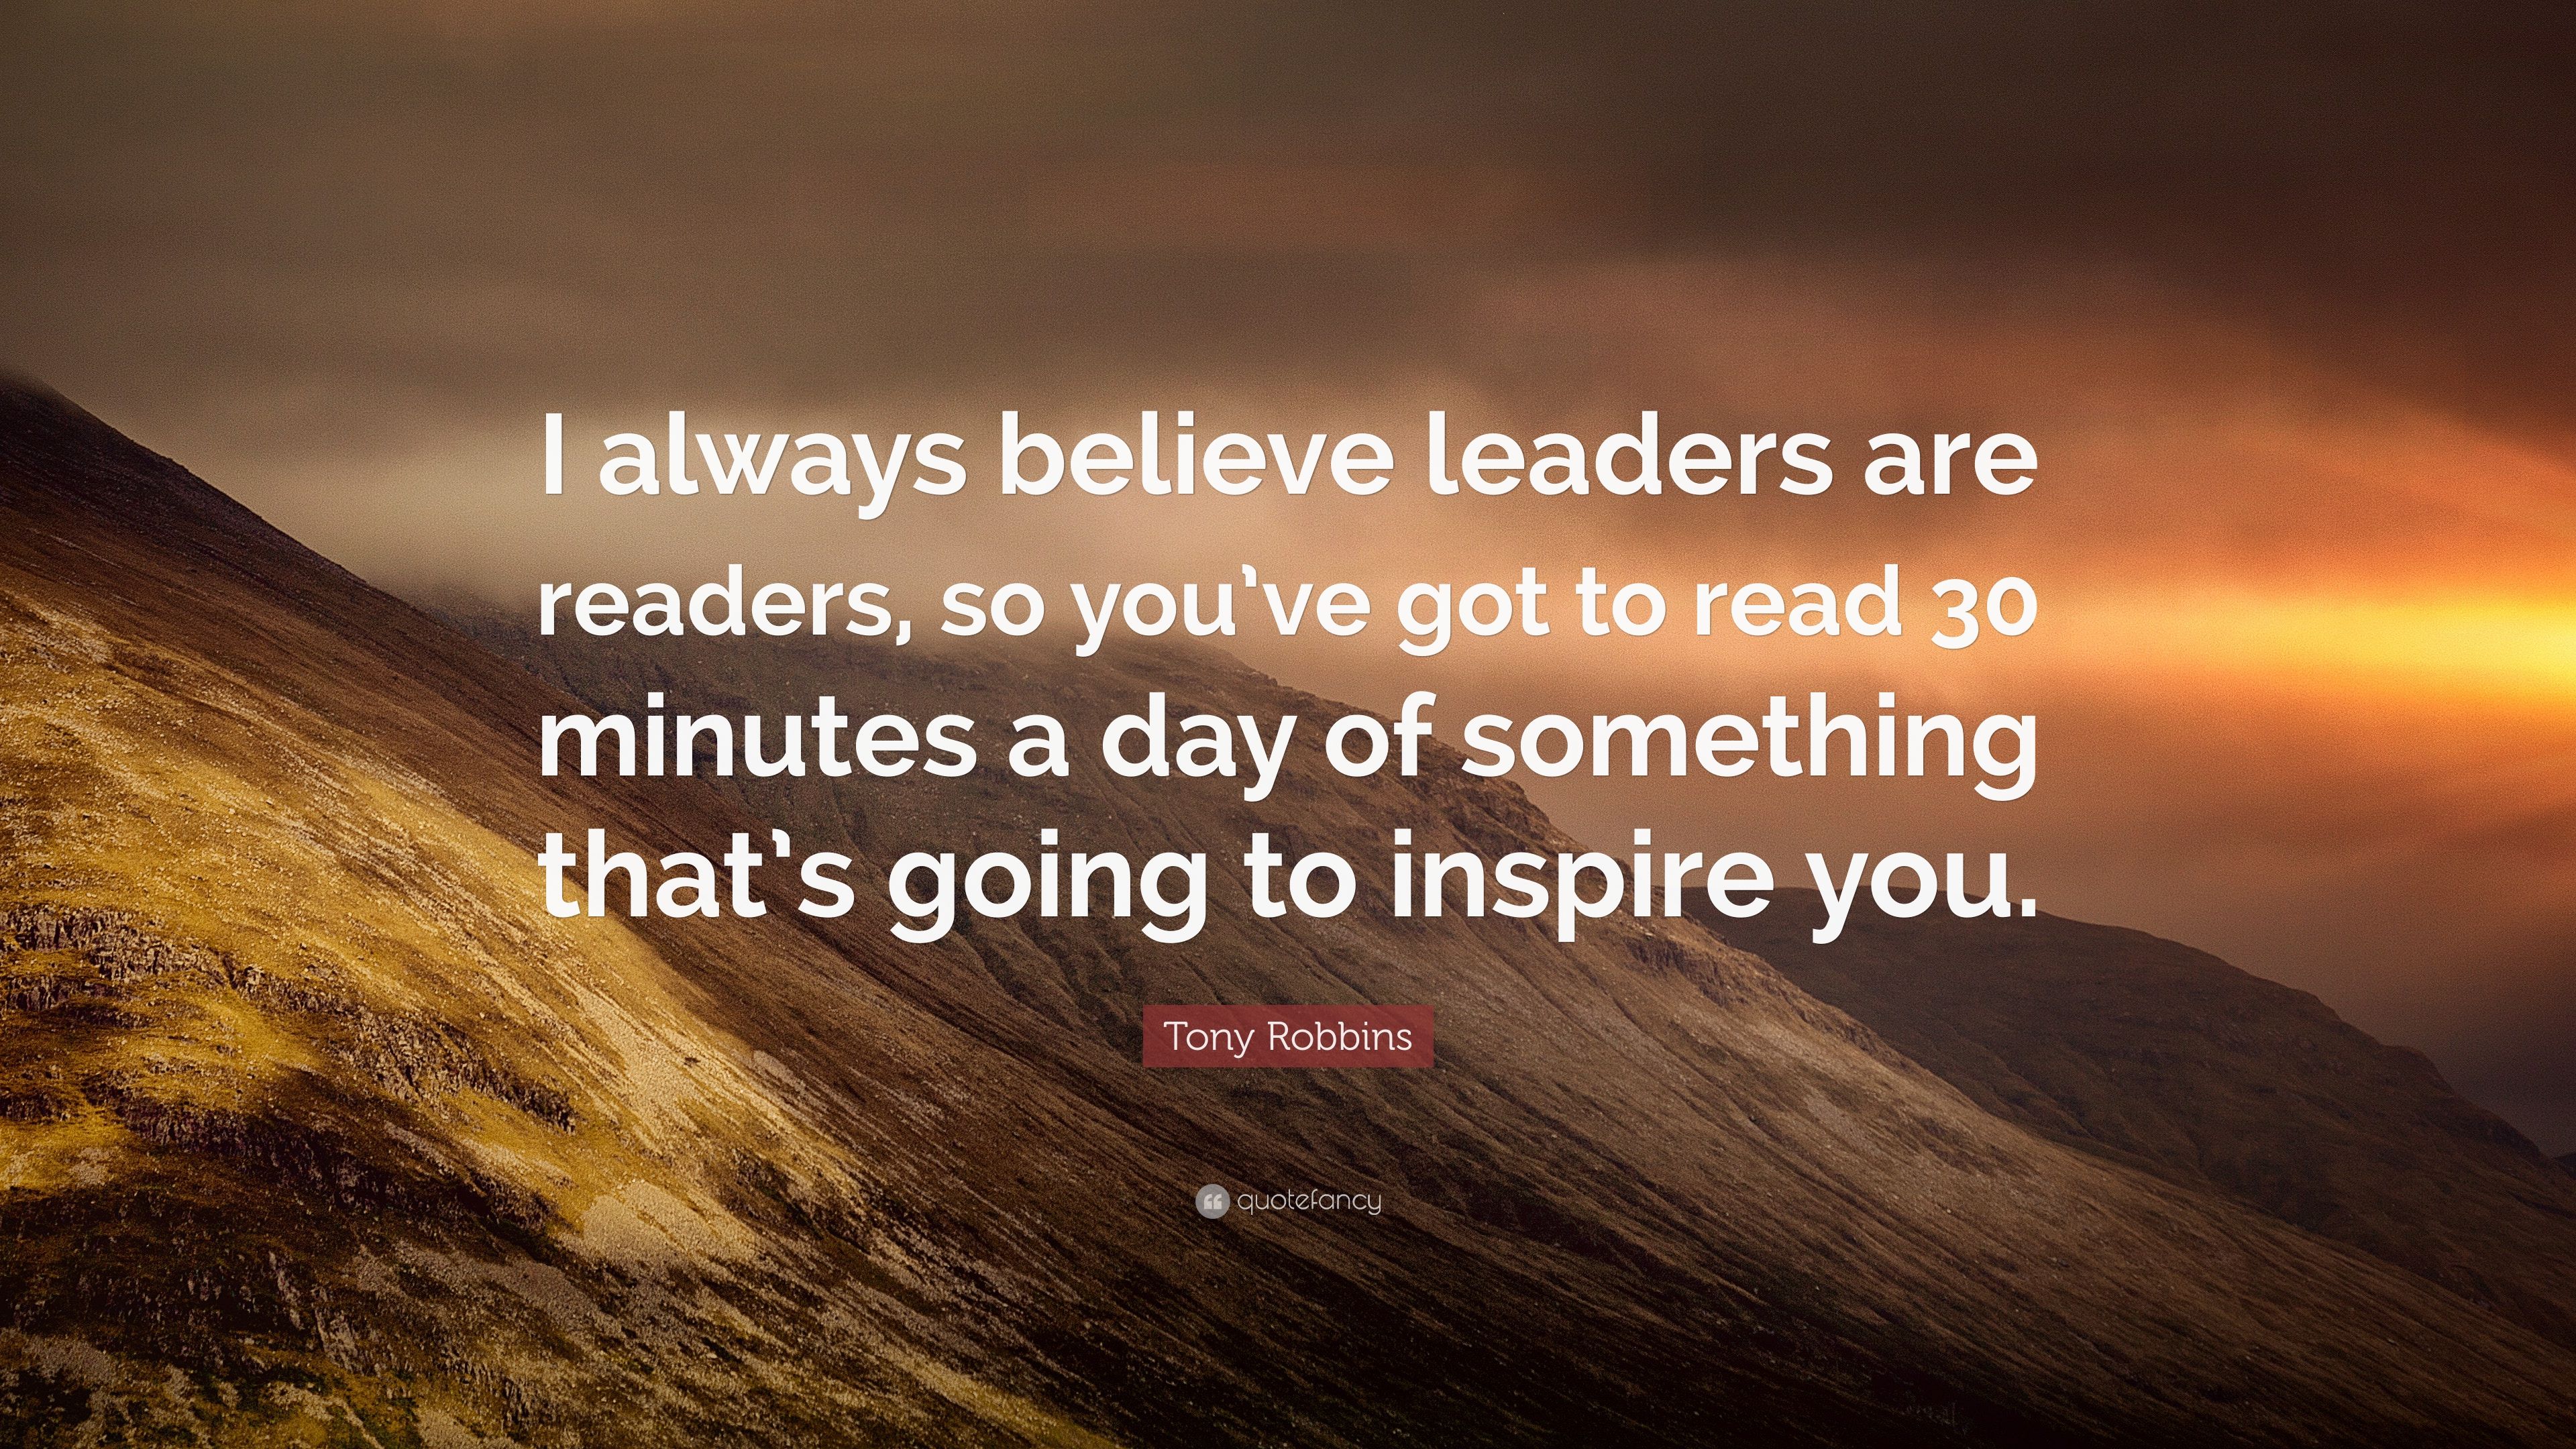 I always believe leaders are
readers, so you’ve got to read 30
minutes a day of something
that’s going to inspire you.
Tony Robbins
quotefancy